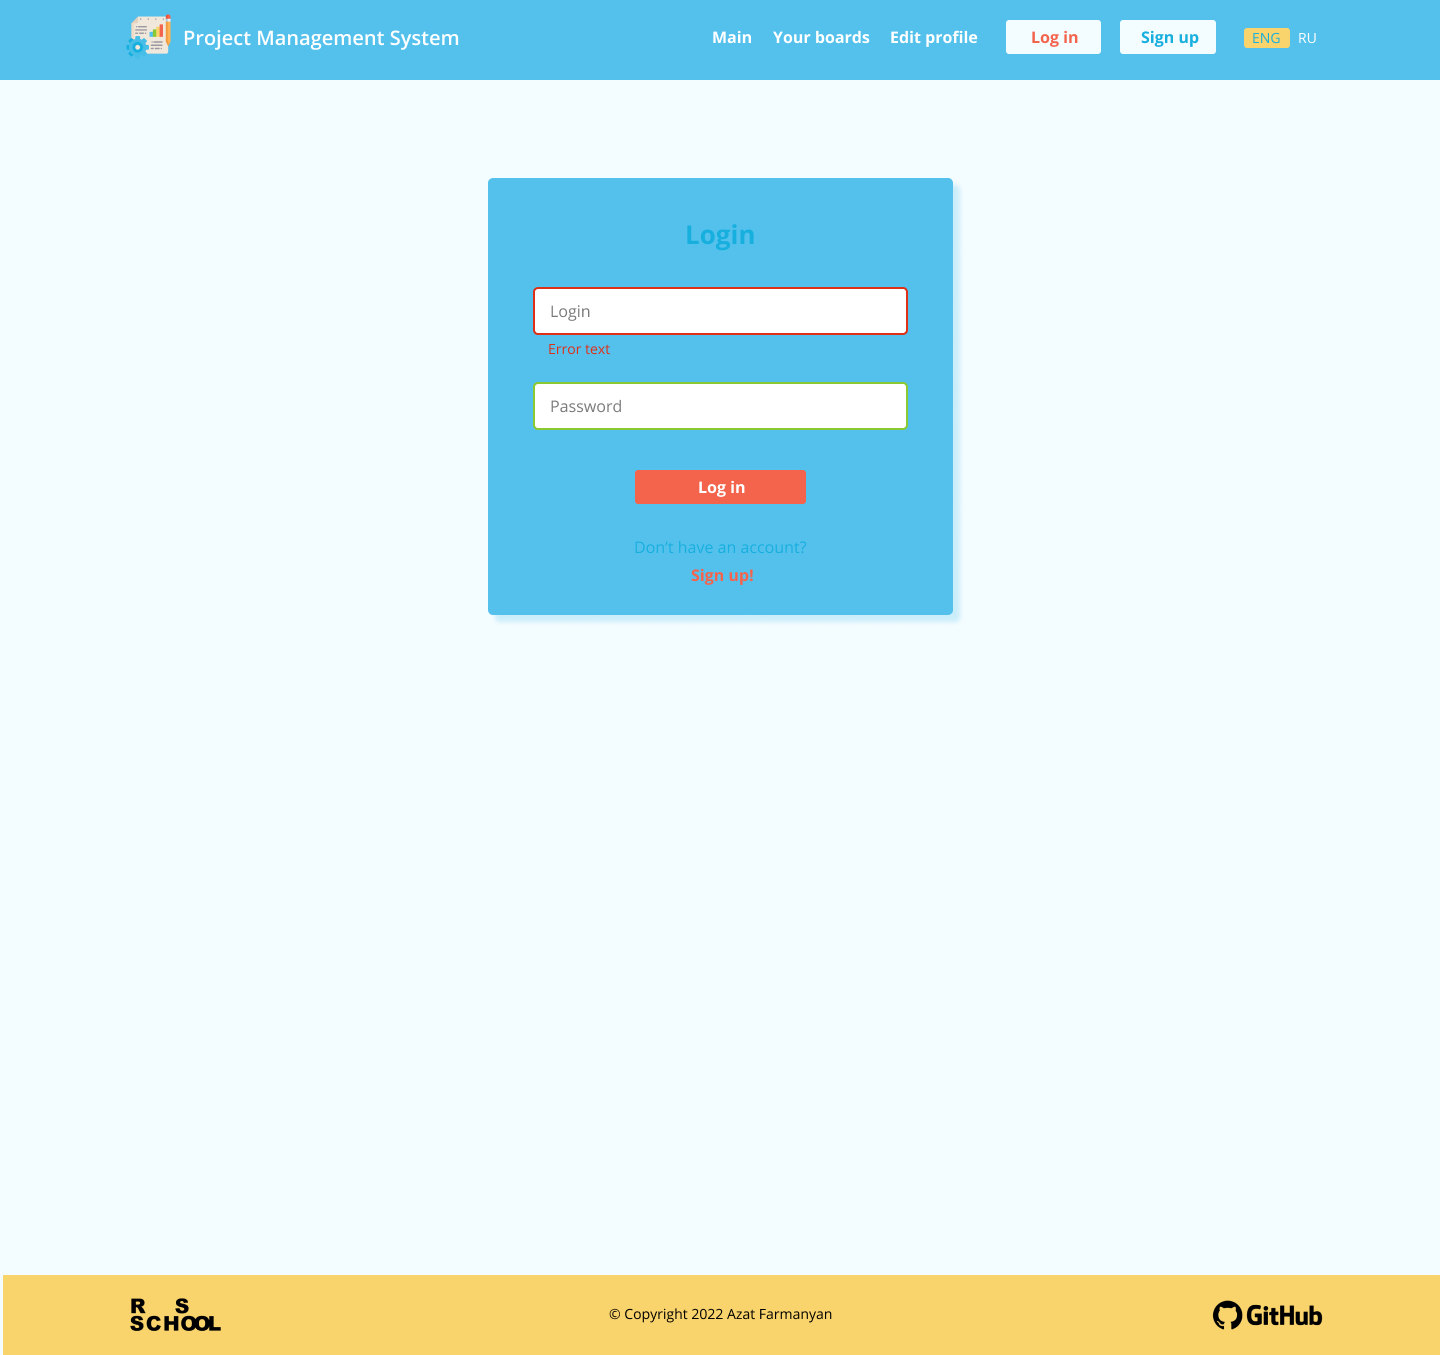 Project Management System
Main
Your boards
Edit profile
Log in
Sign up
ENG
RU
Login
Login
Error text
Password
Log in
Don't have an account?
Sign up!
R S
SCHOOL
© Copyright 2022 Azat Farmanyan
GitHub